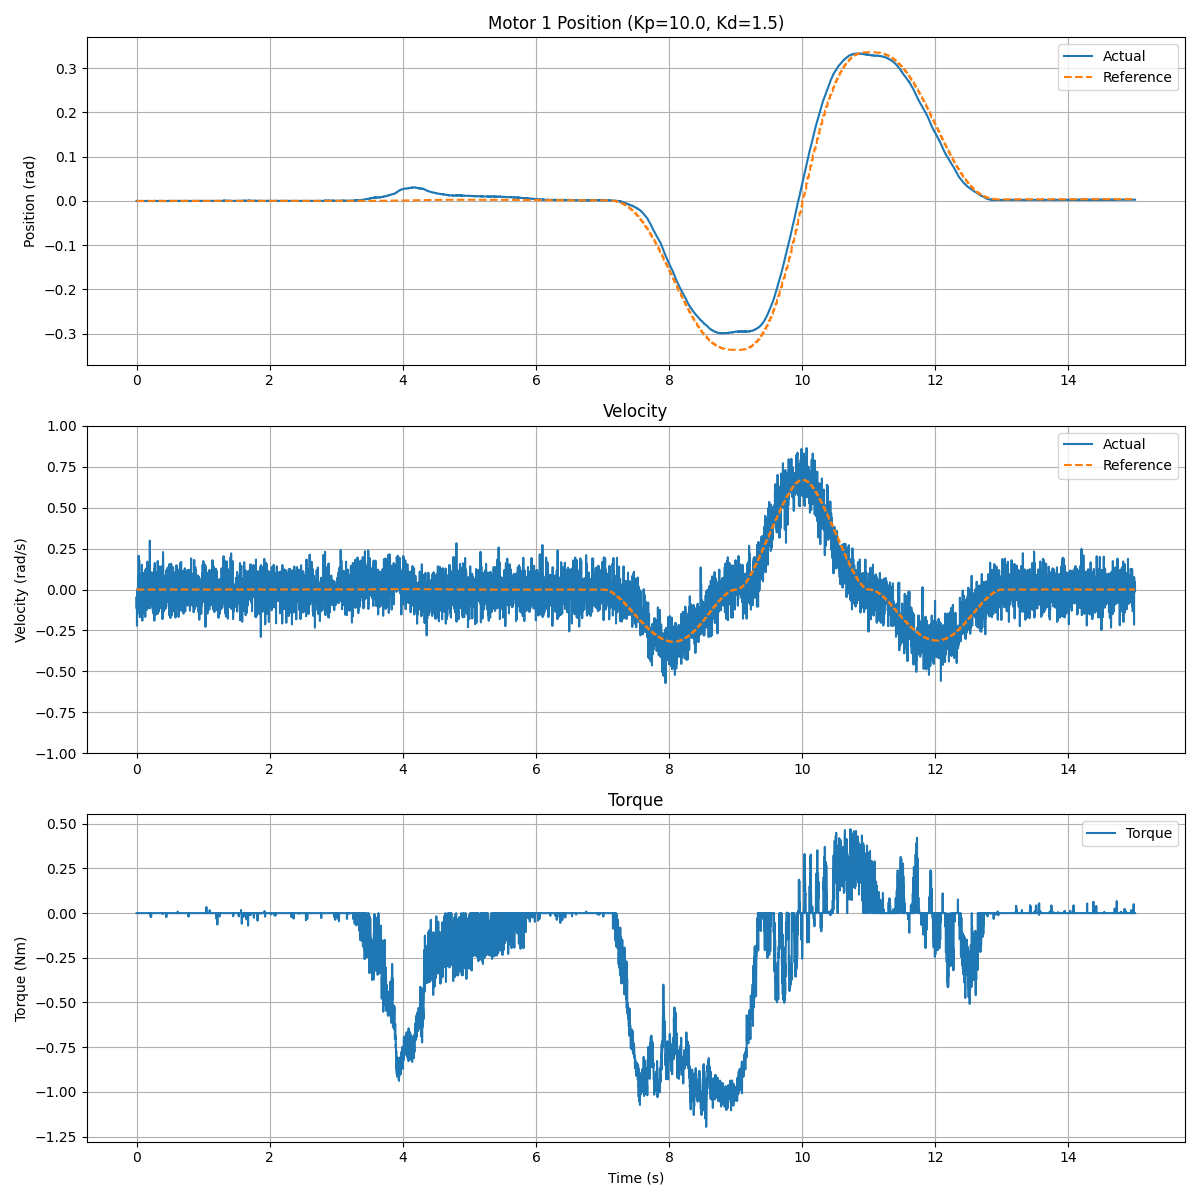 Motor 1 Position (Kp=10.0, Kd=1.5)
Position (rad)
0.3
0.2
0.1
0.0
−0.1
−0.2
−0.3
Actual
Reference
0 2 4 6 8 10 12 14
Velocity
Velocity (rad/s)
1.00
0.75
0.50
0.25
0.00
−0.25
−0.50
−0.75
−1.00
Actual
Reference
0 2 4 6 8 10 12 14
Torque
Torque (Nm)
0.50
0.25
0.00
−0.25
−0.50
−0.75
−1.00
−1.25
Torque
0 2 4 6 8 10 12 14
Time (s)